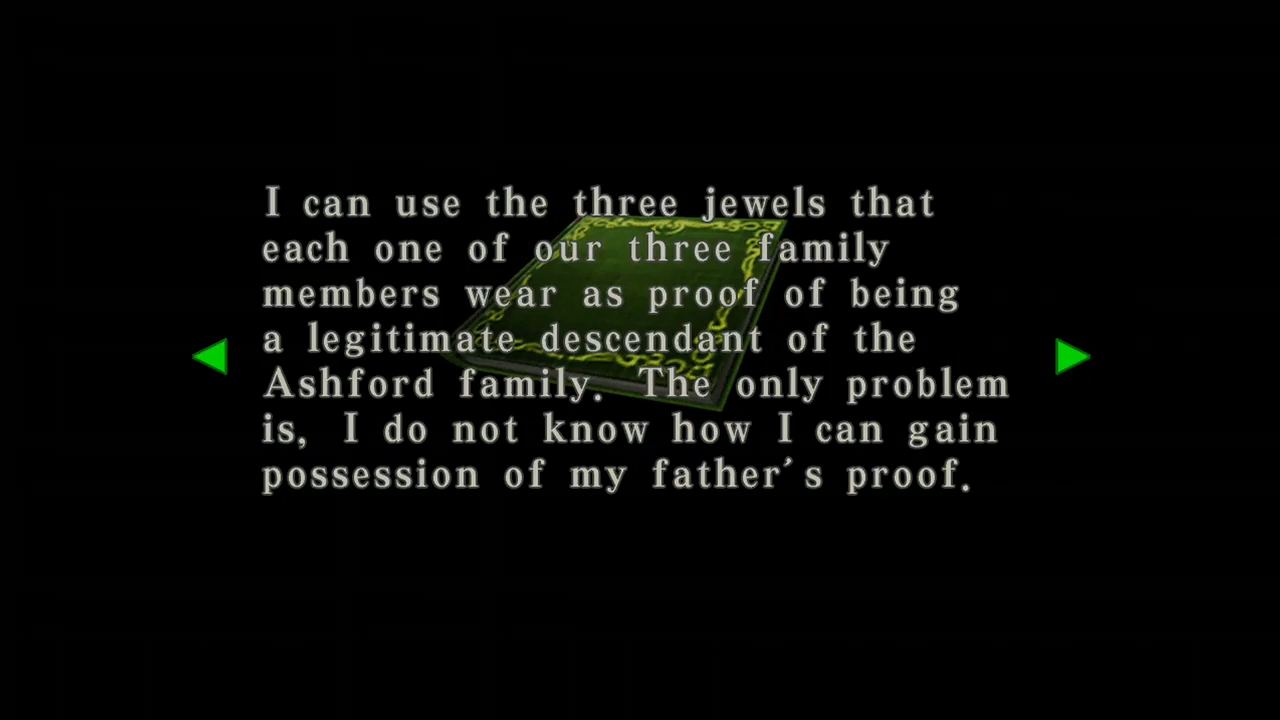 I can use the three jewels that
each one of our three family
members wear as proof of being
a legitimate descendant of the
Ashford family. The only problem
is, I do not know how I can gain
possession of my father's proof.